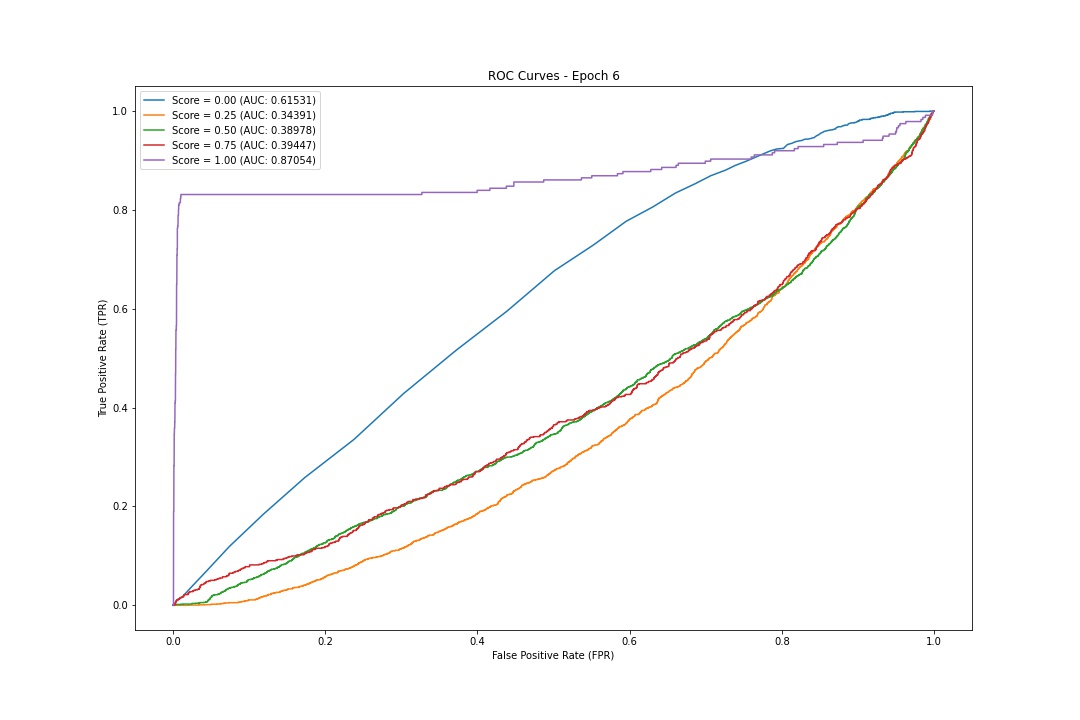 ROC Curves - Epoch 6
Score = 0.00 (AUC: 0.61531)
Score = 0.25 (AUC: 0.34391)
Score = 0.50 (AUC: 0.38978)
Score = 0.75 (AUC: 0.39447)
Score = 1.00 (AUC: 0.87054)
1.0
0.8
0.6
0.4
0.2
0.0
True Positive Rate (TPR)
0.0 0.2 0.4 0.6 0.8 1.0
False Positive Rate (FPR)